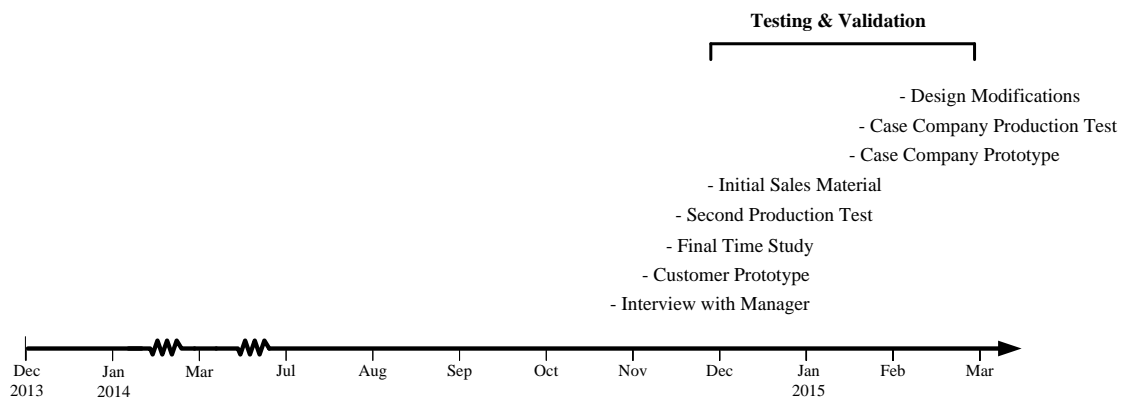 Testing & Validation
- Design Modifications
- Case Company Production Test
- Case Company Prototype
- Initial Sales Material
- Second Production Test
- Final Time Study
- Customer Prototype
- Interview with Manager
Dec Jan Mar Jul Aug Sep Oct Nov Dec Jan Feb Mar
2013 2014 2015